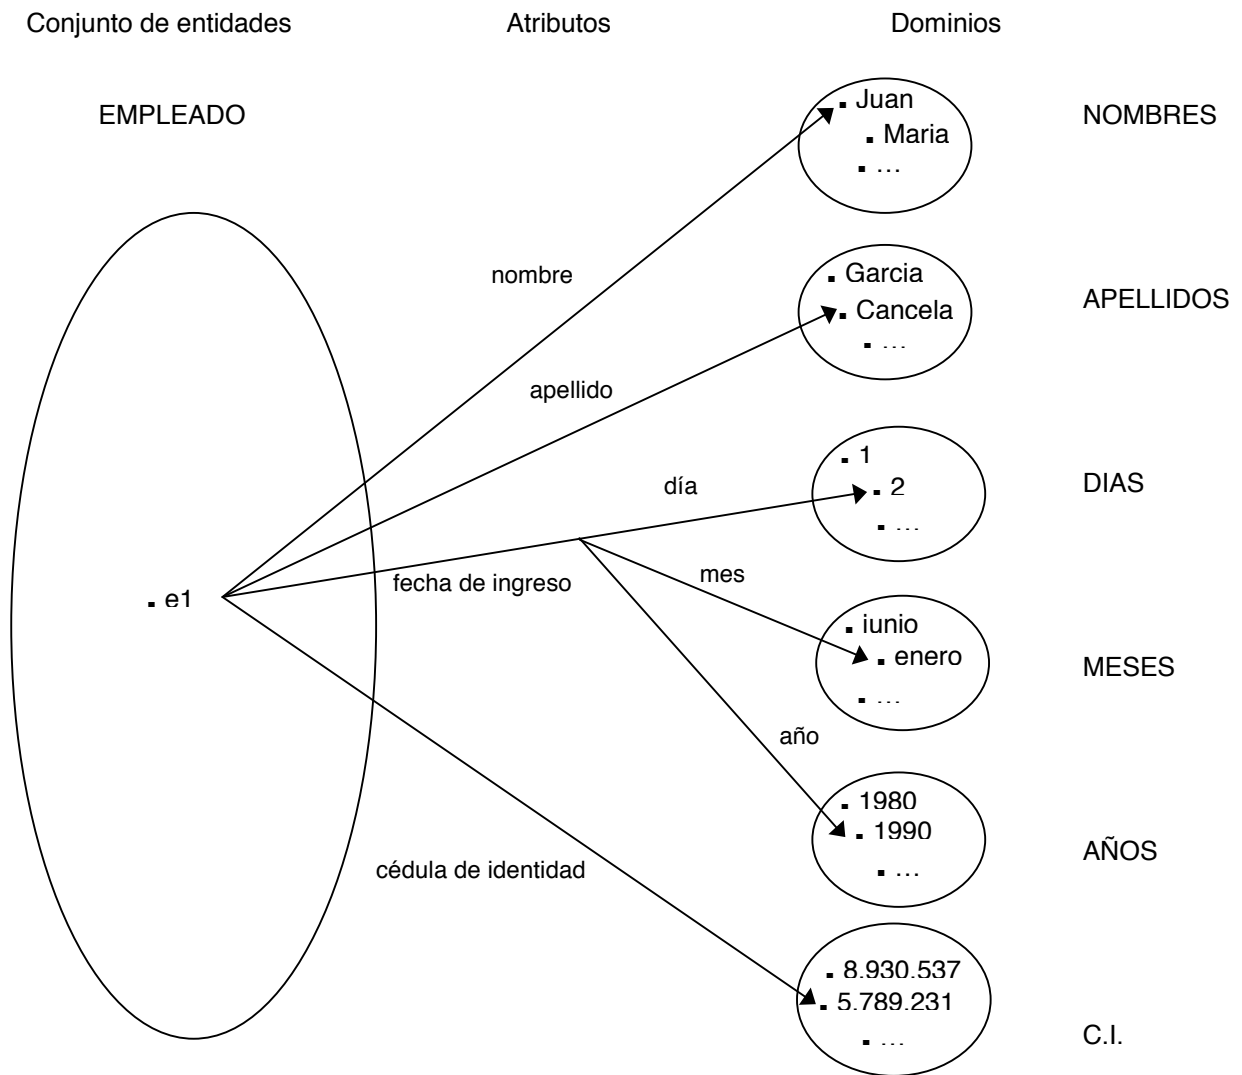 Conjunto de entidades Atributos Dominios
EMPLEADO
. Juan
. Maria
. ...
NOMBRES
nombre
. Garcia
. Cancela
. ...
APELLIDOS
apellido
. 1
. 2
. ...
DIAS
día
fecha de ingreso
mes
. e1
. junio
. enero
. ...
MESES
año
. 1980
. 1990
. ...
AÑOS
cédula de identidad
. 8.930.537
. 5.789.231
. ...
C.I.